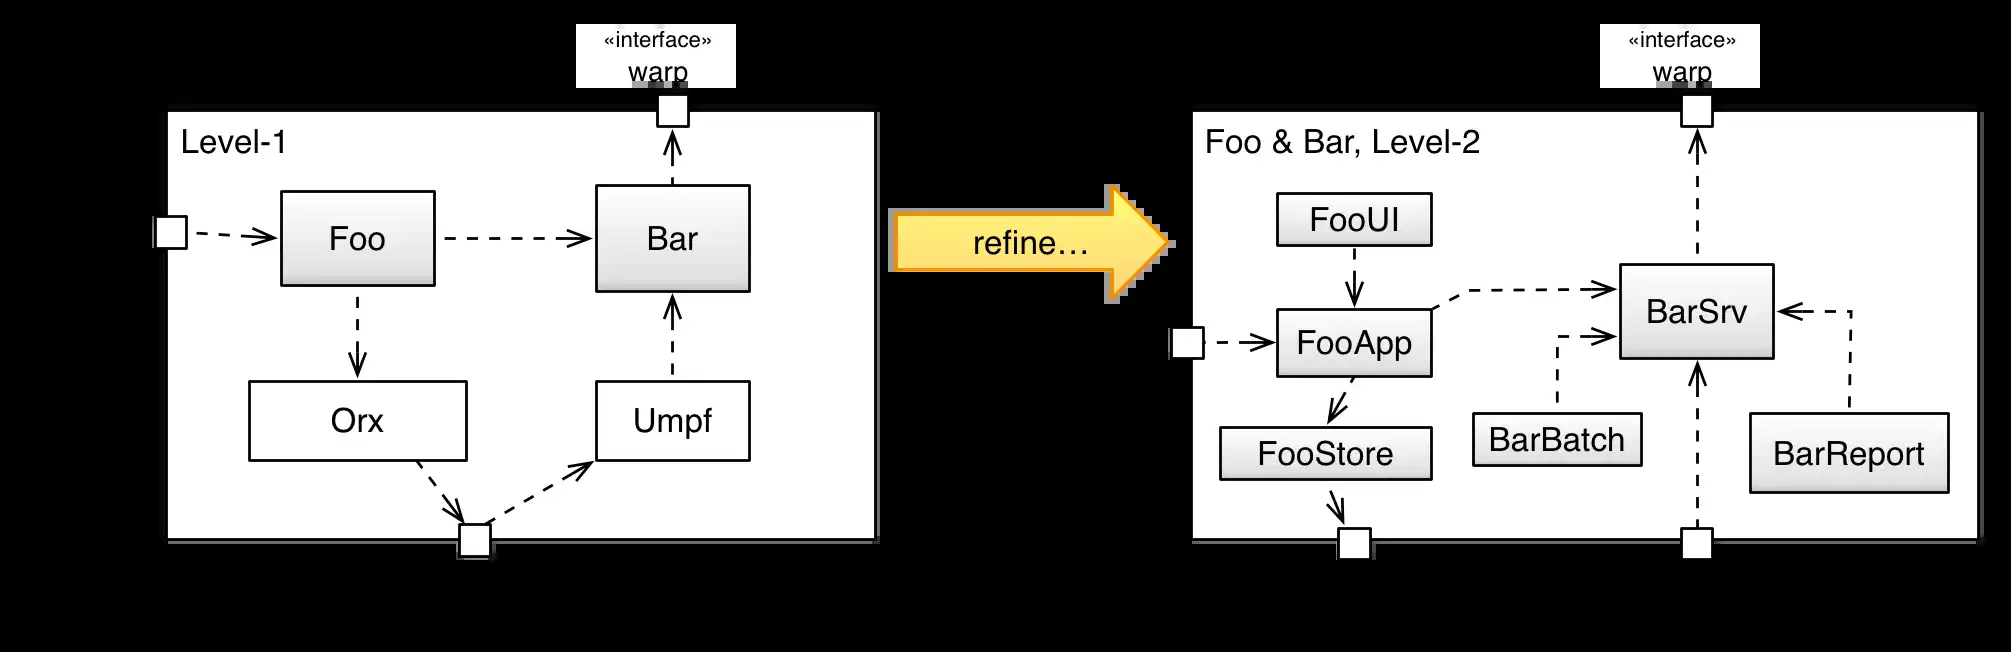 «interface»
warp
Level-1
Foo
Bar
Orx
Umpf
refine…
«interface»
warp
Foo & Bar, Level-2
FooUI
FooApp
BarSrv
FooStore
BarBatch
BarReport